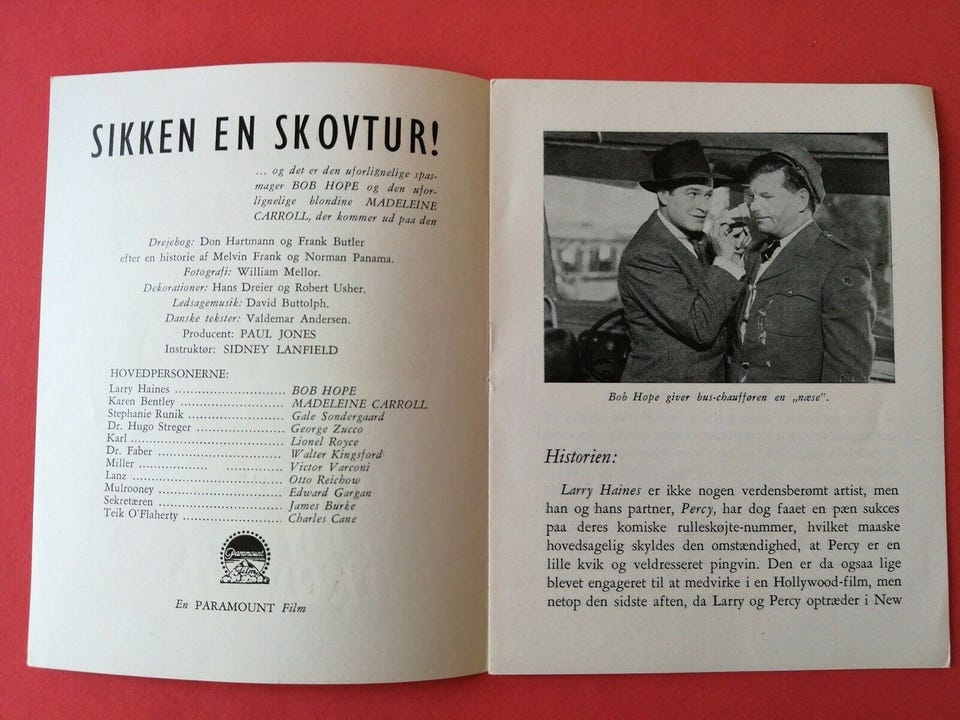 SIKKEN EN SKOVTUR!
... og det er den uforlignelige spas-
mager BOB HOPE og den ufor-
lignelige blondine MADELEINE
CARROLL, der kommer ud paa den
Drejebog: Don Hartmann og Frank Butler
efter en historie af Melvin Frank og Norman Panama.
Fotografi: William Mellor.
Dekorationer: Hans Dreier og Robert Usher.
Ledsagemusik: David Buttolph.
Danske tekster: Valdemar Andersen.
Producent: PAUL JONES
Instruktør: SIDNEY LANFIELD
HOVEDPERSONERNE:
Larry Haines ............................ BOB HOPE
Karen Bentley .......................... MADELEINE CARROLL
Stephanie Runik ....................... Gale Sondergaard
Dr. Hugo Streger ...................... George Zucco
Karl ........................................ Lionel Royce
Dr. Faber ................................ Walter Kingsford
Miller ................. .............. Victor Varconi
Lanz ....................................... Otto Reichow
Mulrooney ............................... Edward Gargan
Sekretæren .............................. James Burke
Teik O'Flaherty ........................ Charles Cane
Paramount
Film
En PARAMOUNT Film
Bob Hope giver bus-chaufføren en „næse".
Historien:
Larry Haines er ikke nogen verdensberømt artist, men
han og hans partner, Percy, har dog faaet en pæn sukces
paa deres komiske rulleskøjte-nummer, hvilket maaske
hovedsagelig skyldes den omstændighed, at Percy er en
lille kvik og veldresseret pingvin. Den er da ogsaa lige
blevet engageret til at medvirke i en Hollywood-film, men
netop den sidste aften, da Larry og Percy optræder i New